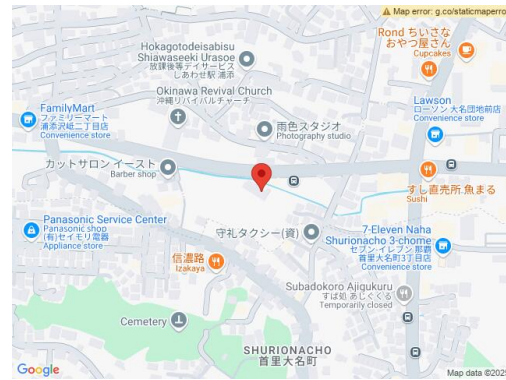 Map error: g.co/staticmaperro
Rond ちいさな
おやつ屋さん
Cupcakes
Hokagotodeisabisu
Shiawaseeki Urasoe
放課後等デイサービス
しあわせ駅 浦添
Okinawa Revival Church
沖縄リバイバルチャーチ
FamilyMart
ファミリーマート
浦添沢岻二丁目店
Convenience store
雨色スタジオ
Photography studio
Lawson
ローソン 大名団地前店
Convenience store
カットサロン イースト
Barber shop
すし直売所 魚まる
Sushi
Panasonic Service Center
Panasonic shop
(有)セイモリ電器
Appliance store
守礼タクシー(資)
7-Eleven Naha
Shurionacho 3-chome
セブン-イレブン 那覇
首里大名町3丁目店
Convenience store
信濃路
Izakaya
Subadokoro Ajigukuru
すば処 あじぐくる
Temporarily closed
Cemetery
SHURIONACHO
首里大名町
Google
Map data ©2025